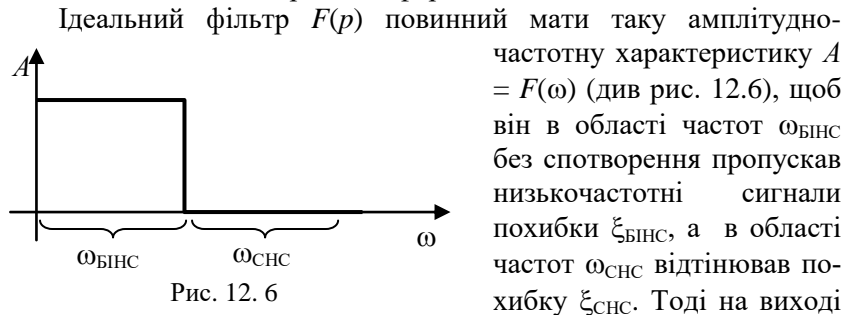 Ідеальний фільтр F(p) повинний мати таку амплітудно-
частотну характеристику A
= F(ω) (див рис. 12.6), щоб
він в області частот ωБІНС
без спотворення пропускав
низькочастотні сигнали
похибки ξБІНС, а в області
частот ωСНС відтінював по-
хибку ξСНС. Тоді на виході
A
ω
ωБІНС
ωСНС
Рис. 12. 6